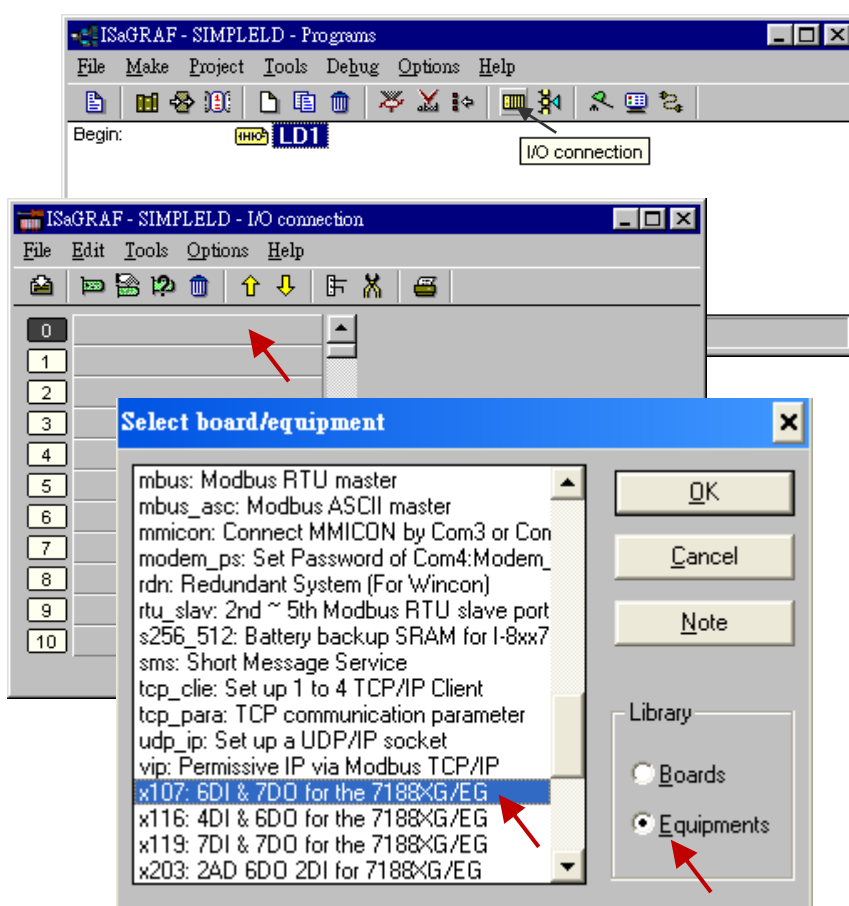 ISaGRAF - SIMPLELD - Programs
File Make Project Tools Debug Options Help
Begin: LD1
I/O connection
ISaGRAF - SIMPLELD - I/O connection
File Edit Tools Options Help
0
1
2
3
4
5
6
7
8
9
10
Select board/equipment
mbus: Modbus RTU master
mbus_asc: Modbus ASCII master
mmicon: Connect MMICON by Com3 or Con
modem_ps: Set Password of Com4:Modem_
rdn: Redundant System (For Wincon)
rtu_slav: 2nd ~ 5th Modbus RTU slave port
s256_512: Battery backup SRAM for I-8xx7
sms: Short Message Service
tcp_clie: Set up 1 to 4 TCP/IP Client
tcp_para: TCP communication parameter
udp_ip: Set up a UDP/IP socket
vip: Permissive IP via Modbus TCP/IP
x107: 6DI & 7DO for the 7188XG/EG
x116: 4DI & 6DO for the 7188XG/EG
x119: 7DI & 7DO for the 7188XG/EG
x203: 2AD 6DO 2DI for 7188XG/EG
OK
Cancel
Note
Library
Boards
Equipments